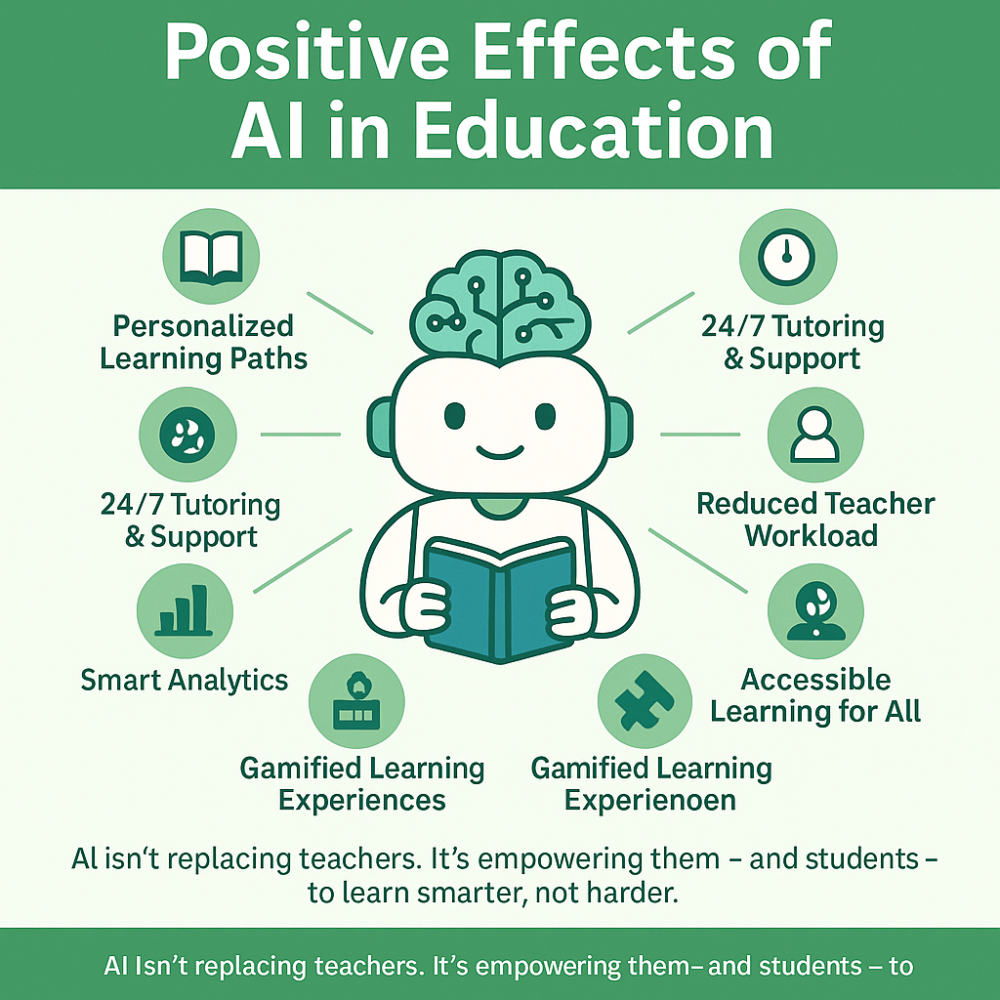 Positive Effects of
AI in Education
Personalized
Learning Paths
24/7 Tutoring
& Support
24/7 Tutoring
& Support
Reduced Teacher
Workload
Smart Analytics
Accessible
Learning for All
Gamified Learning
Experiences
Gamified Learning
Experienoen
AI isn‘t replacing teachers. It’s empowering them – and students –
to learn smarter, not harder.
AI Isn’t replacing teachers. It’s empowering them– and students – to